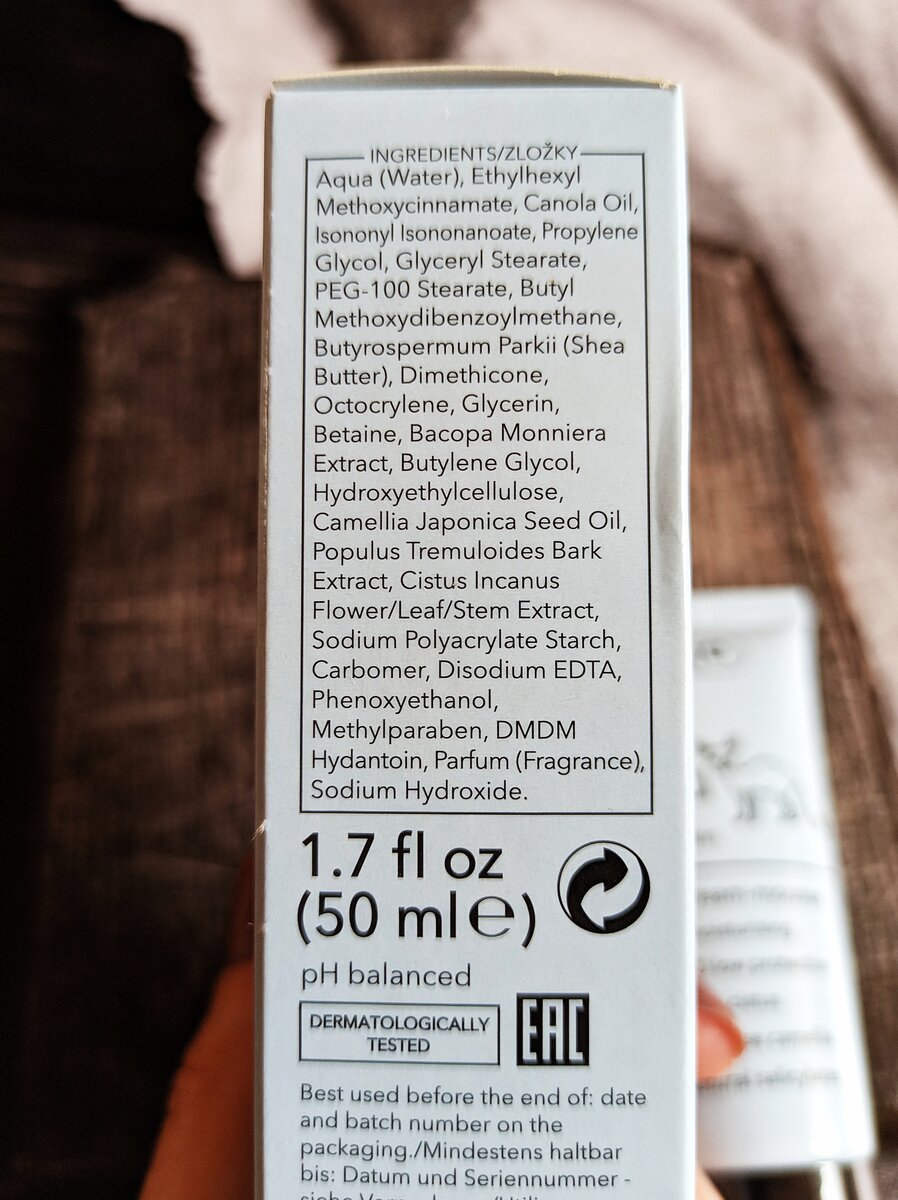 INGREDIENTS/ZLOŽKY
Aqua (Water), Ethylhexyl
Methoxycinnamate, Canola Oil,
Isononyl Isononanoate, Propylene
Glycol, Glyceryl Stearate,
PEG-100 Stearate, Butyl
Methoxydibenzoylmethane,
Butyrospermum Parkii (Shea
Butter), Dimethicone,
Octocrylene, Glycerin,
Betaine, Bacopa Monniera
Extract, Butylene Glycol,
Hydroxyethylcellulose,
Camellia Japonica Seed Oil,
Populus Tremuloides Bark
Extract, Cistus Incanus
Flower/Leaf/Stem Extract,
Sodium Polyacrylate Starch,
Carbomer, Disodium EDTA,
Phenoxyethanol,
Methylparaben, DMDM
Hydantoin, Parfum (Fragrance),
Sodium Hydroxide.
1.7 fl oz
(50 ml ℮)
pH balanced
DERMATOLOGICALLY
TESTED
EAC
Best used before the end of: date
and batch number on the
packaging./Mindestens haltbar
bis: Datum und Seriennummer -